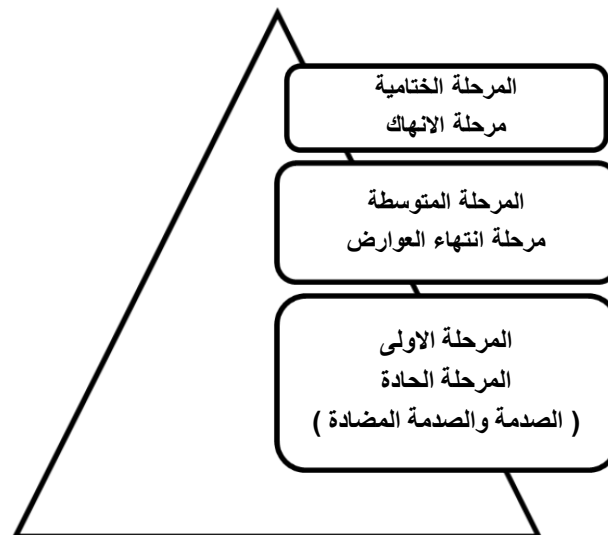 المرحلة الختامية
مرحلة الانهاك
المرحلة المتوسطة
مرحلة انتهاء العوارض
المرحلة الاولى
المرحلة الحادة
( الصدمة والصدمة المضادة )